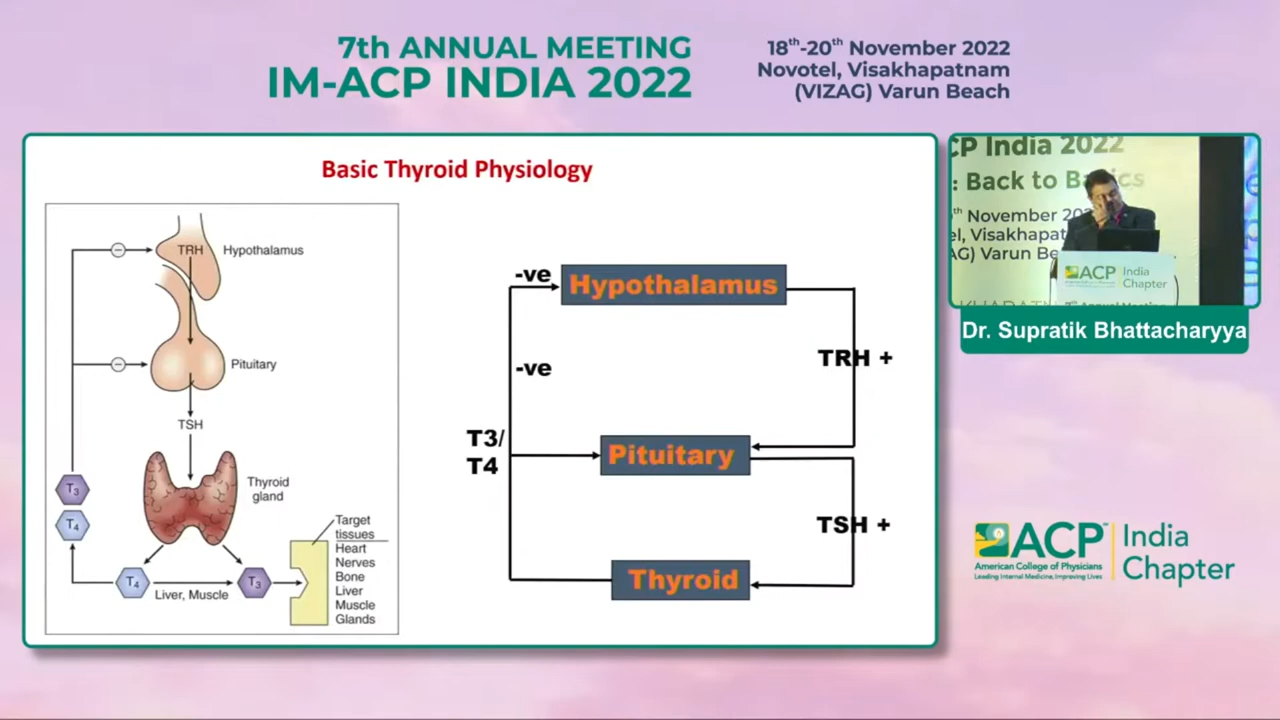 7th ANNUAL MEETING
IM-ACP INDIA 2022
18th-20th November 2022
Novotel, Visakhapatnam
(VIZAG) Varun Beach
Basic Thyroid Physiology
TRH
Hypothalamus
Pituitary
TSH
Thyroid
gland
T3
T4
T4
Liver, Muscle
T3
Target
tissues
Heart
Nerves
Bone
Liver
Muscle
Glands
-ve
Hypothalamus
-ve
TRH +
T3/
T4
Pituitary
TSH +
Thyroid
CP India 2022
: Back to Basics
th November 20
el, Visakhapat
AG) Varun Be
ACP India
Chapter
Dr. Supratik Bhattacharyya
ACP
American College of Physicians
Leading Internal Medicine, Improving Lives
India
Chapter